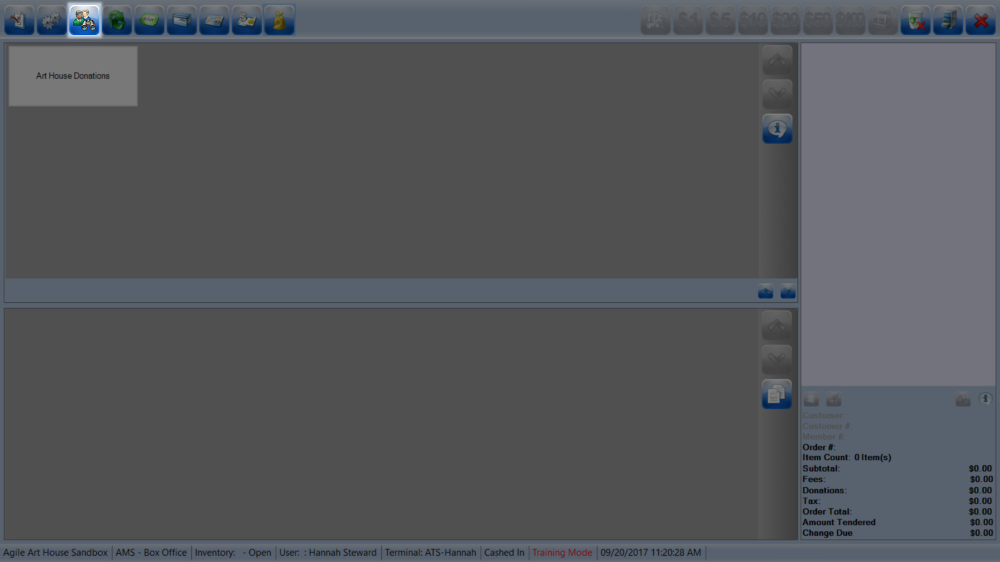 $1 $5 $10 $20 $50 $100
Art House Donations
Customer:
Customer #:
Member #:
Order #:
Item Count: 0 Item(s)
Subtotal: $0.00
Fees: $0.00
Donations: $0.00
Tax: $0.00
Order Total: $0.00
Amount Tendered $0.00
Change Due $0.00
Agile Art House Sandbox AMS - Box Office Inventory: - Open User: : Hannah Steward Terminal: ATS-Hannah Cashed In Training Mode 09/20/2017 11:20:28 AM